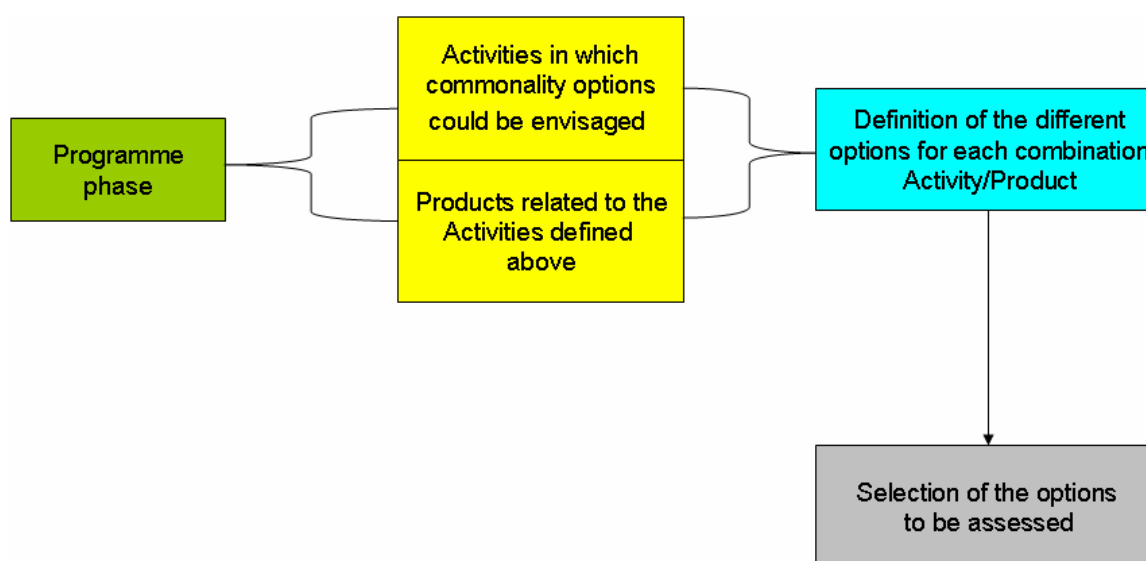 Programme
phase
Activities in which
commonality options
could be envisaged
Products related to the
Activities defined
above
Definition of the different
options for each combination
Activity/Product
Selection of the options
to be assessed